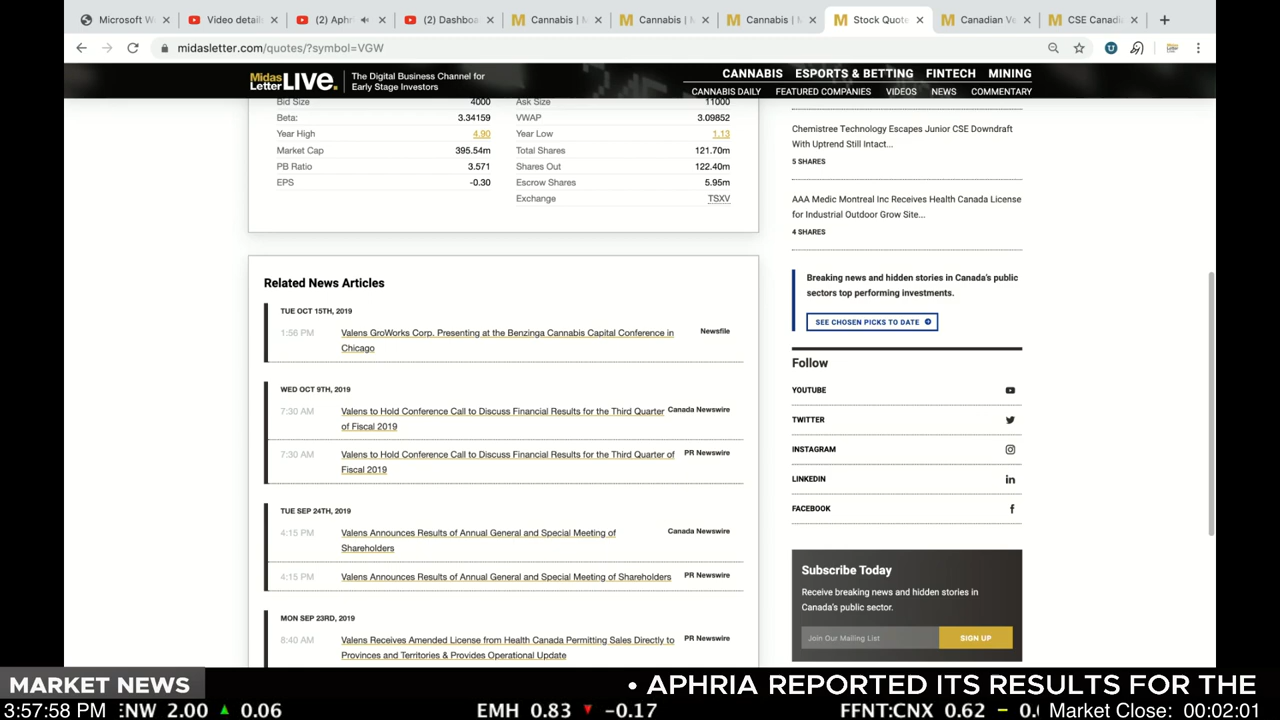 Microsoft W
Video details
(2) Aphri
(2) Dashboa
Cannabis | M
Cannabis | M
Cannabis | M
Stock Quote
Canadian Ve
CSE Canadi
midasletter.com/quotes/?symbol=VGW
Midas Letter LIVE.
The Digital Business Channel for
Early Stage Investors
CANNABIS ESPORTS & BETTING FINTECH MINING
CANNABIS DAILY FEATURED COMPANIES VIDEOS NEWS COMMENTARY
Bid Size 4000 Ask Size 11000
Beta: 3.34159 VWAP 3.09852
Year High 4.90 Year Low 1.13
Market Cap 395.54m Total Shares 121.70m
PB Ratio 3.571 Shares Out 122.40m
EPS -0.30 Escrow Shares 5.95m
Exchange TSXV
Related News Articles
TUE OCT 15TH, 2019
1:56 PM Valens GroWorks Corp. Presenting at the Benzinga Cannabis Capital Conference in Newsfile
Chicago
WED OCT 9TH, 2019
7:30 AM Valens to Hold Conference Call to Discuss Financial Results for the Third Quarter Canada Newswire
of Fiscal 2019
7:30 AM Valens to Hold Conference Call to Discuss Financial Results for the Third Quarter of PR Newswire
Fiscal 2019
TUE SEP 24TH, 2019
4:15 PM Valens Announces Results of Annual General and Special Meeting of Canada Newswire
Shareholders
4:15 PM Valens Announces Results of Annual General and Special Meeting of Shareholders PR Newswire
MON SEP 23RD, 2019
8:40 AM Valens Receives Amended License from Health Canada Permitting Sales Directly to PR Newswire
Provinces and Territories & Provides Operational Update
Chemistree Technology Escapes Junior CSE Downdraft
With Uptrend Still Intact...
5 SHARES
AAA Medic Montreal Inc Receives Health Canada License
for Industrial Outdoor Grow Site...
4 SHARES
Breaking news and hidden stories in Canada's public
sectors top performing investments.
SEE CHOSEN PICKS TO DATE
Follow
YOUTUBE
TWITTER
INSTAGRAM
LINKEDIN
FACEBOOK
Subscribe Today
Receive breaking news and hidden stories in
Canada's public sector.
Join Our Mailing List SIGN UP
MARKET NEWS • APHRIA REPORTED ITS RESULTS FOR THE
3:57:58 PM ENW 2.00 0.06 EMH 0.83 -0.17 FFNT:CNX 0.62 0. Market Close: 00:02:01